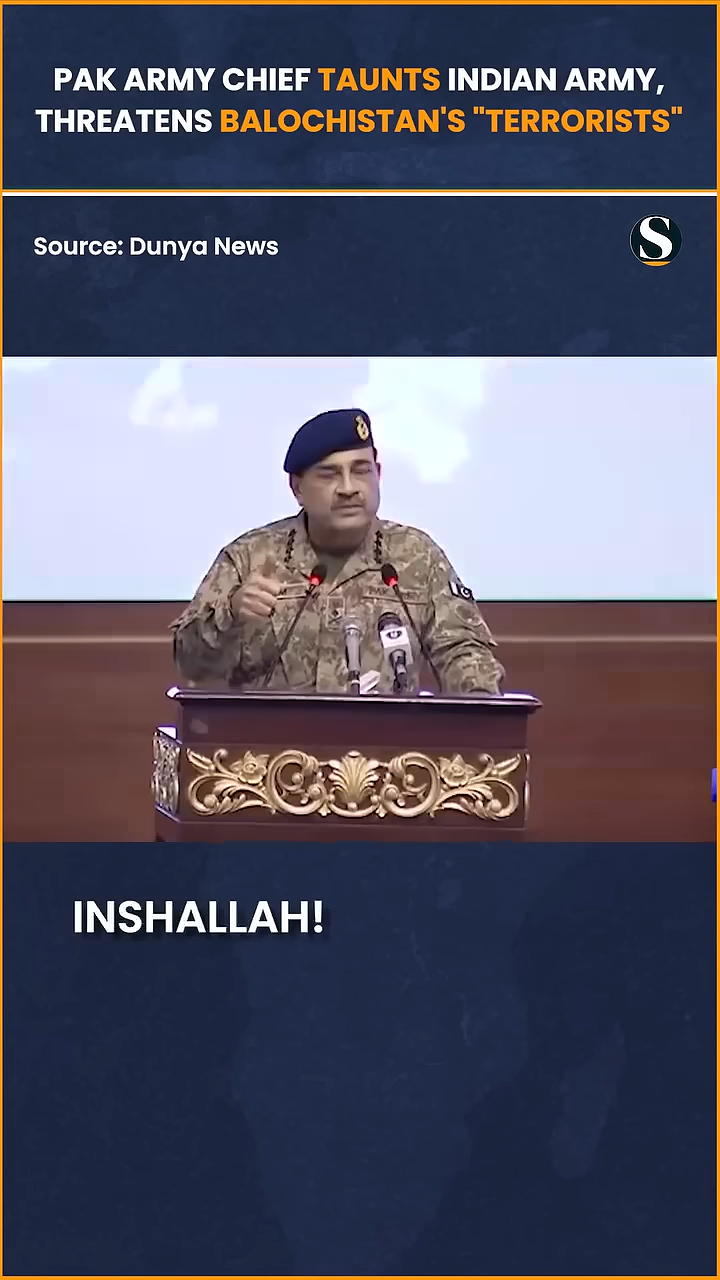 PAK ARMY CHIEF TAUNTS INDIAN ARMY,
THREATENS BALOCHISTAN'S "TERRORISTS"
Source: Dunya News
S
INSHALLAH!